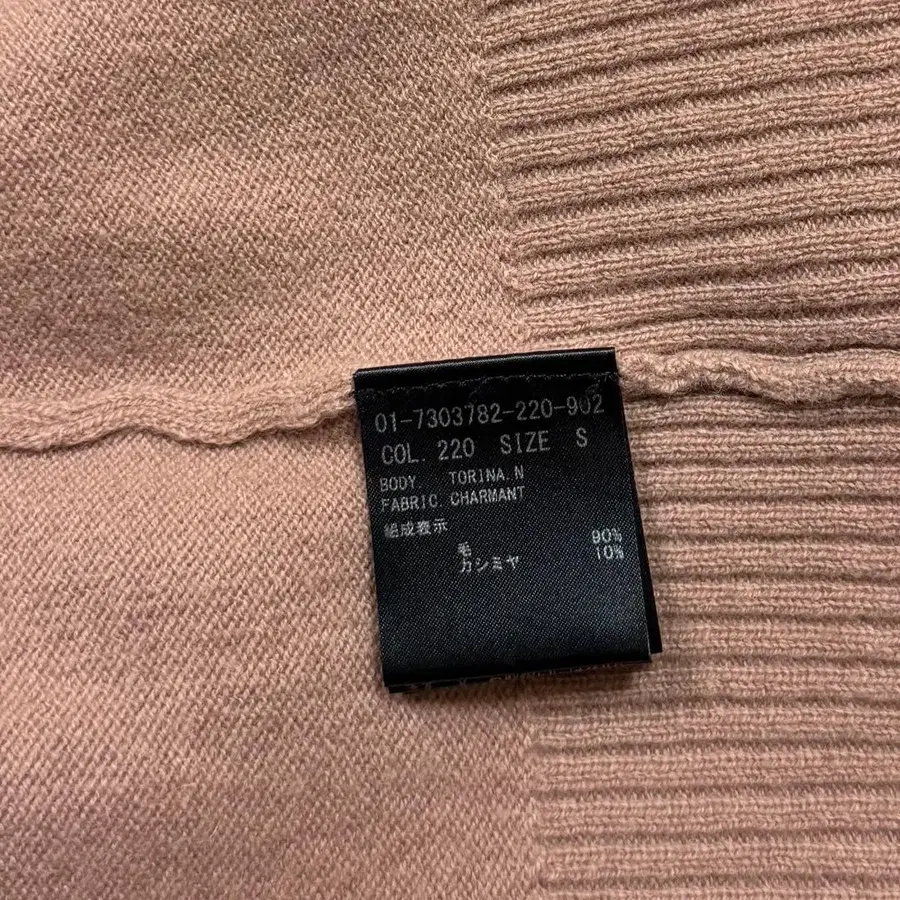 01-7303782-220-902
COL. 220 SIZE S
BODY. TORINA.N
FABRIC. CHARMANT
組成表示
毛 90%
カシミヤ 10%